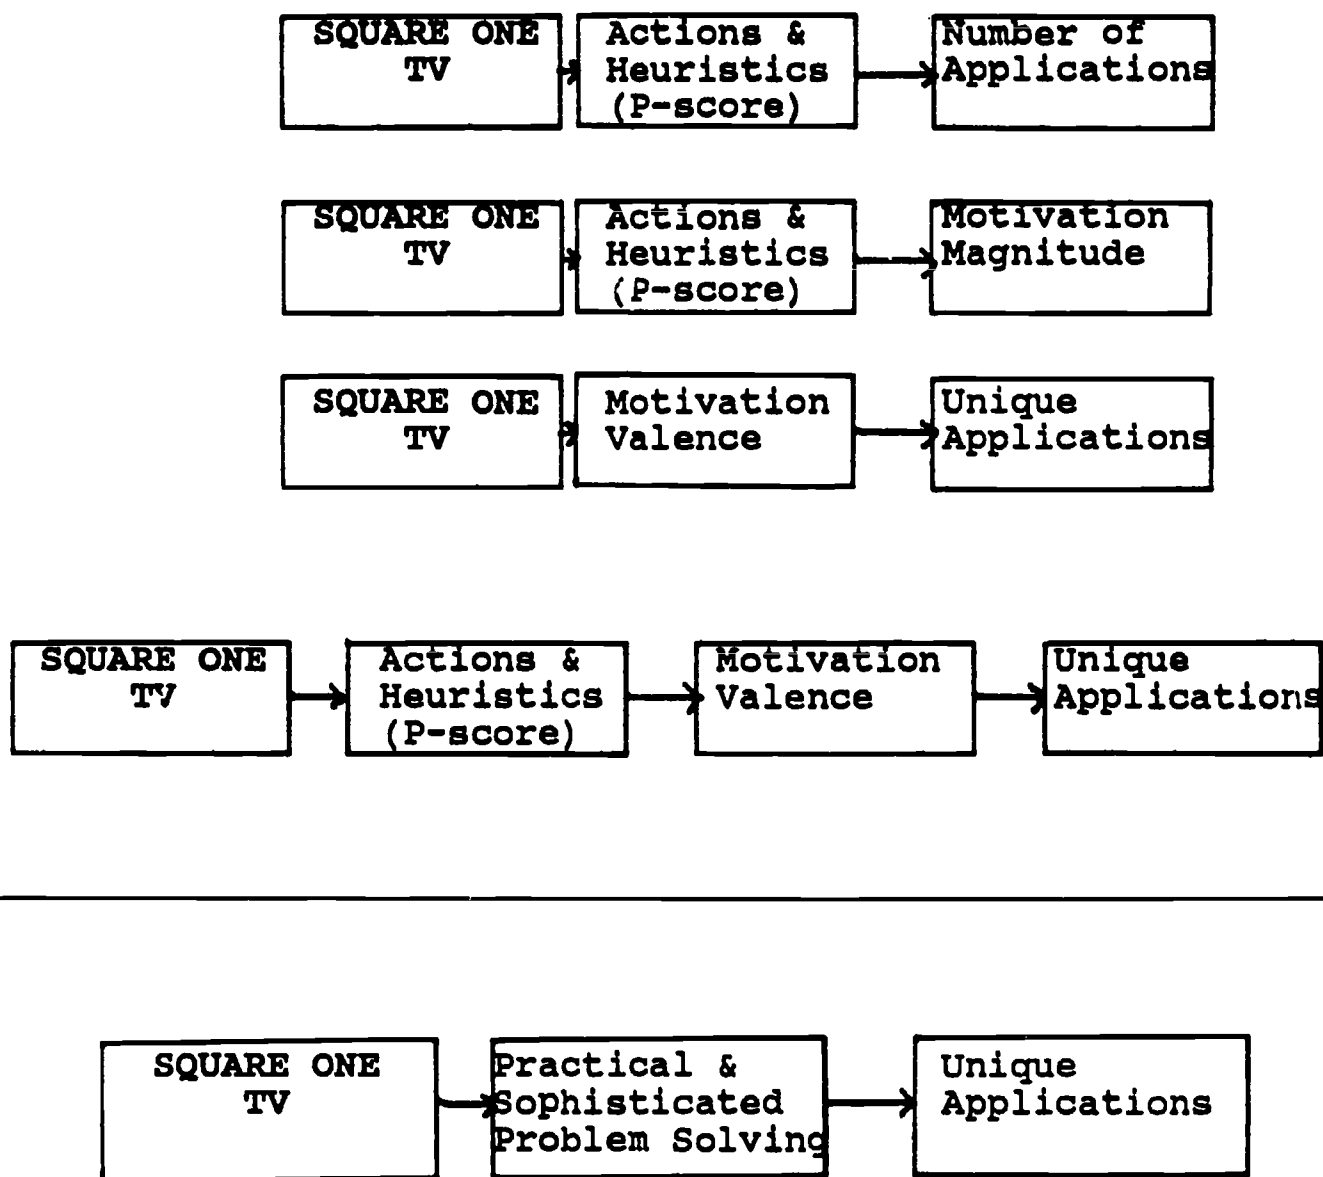 SQUARE ONE
TV
Actions &
Heuristics
(P-score)
Number of
Applications
SQUARE ONE
TV
Actions &
Heuristics
(P-score)
Motivation
Magnitude
SQUARE ONE
TV
Motivation
Valence
Unique
Applications
SQUARE ONE
TV
Actions &
Heuristics
(P-score)
Motivation
Valence
Unique
Applications
SQUARE ONE
TV
Practical &
Sophisticated
Problem Solving
Unique
Applications